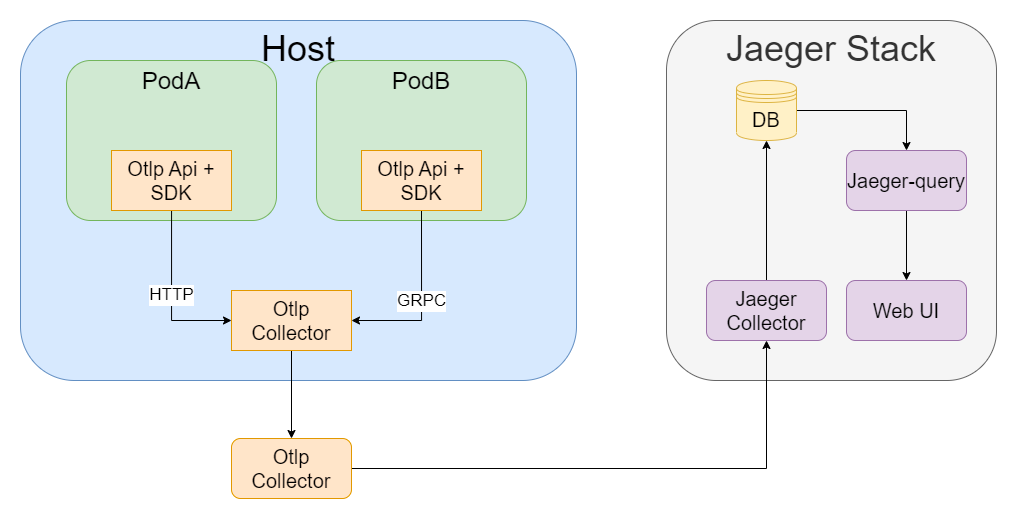 Host
Jaeger Stack
PodA
PodB
DB
Otlp Api +
SDK
Otlp Api +
SDK
Jaeger-query
HTTP
GRPC
Otlp
Collector
Jaeger
Collector
Web UI
Otlp
Collector